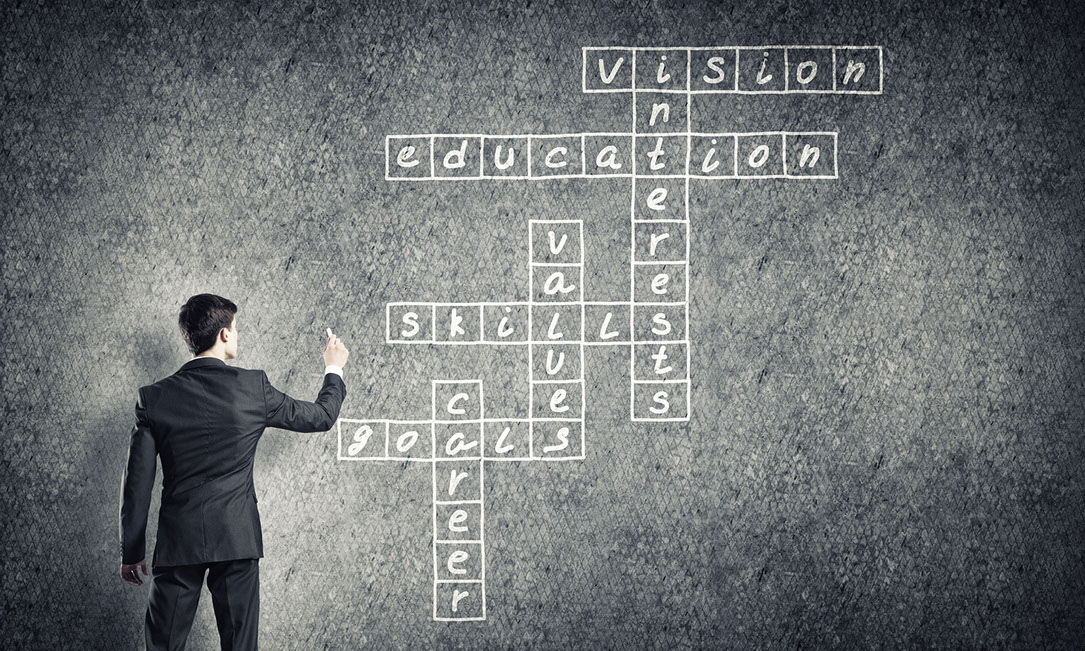 vision
interests
education
values
skills
career
goals